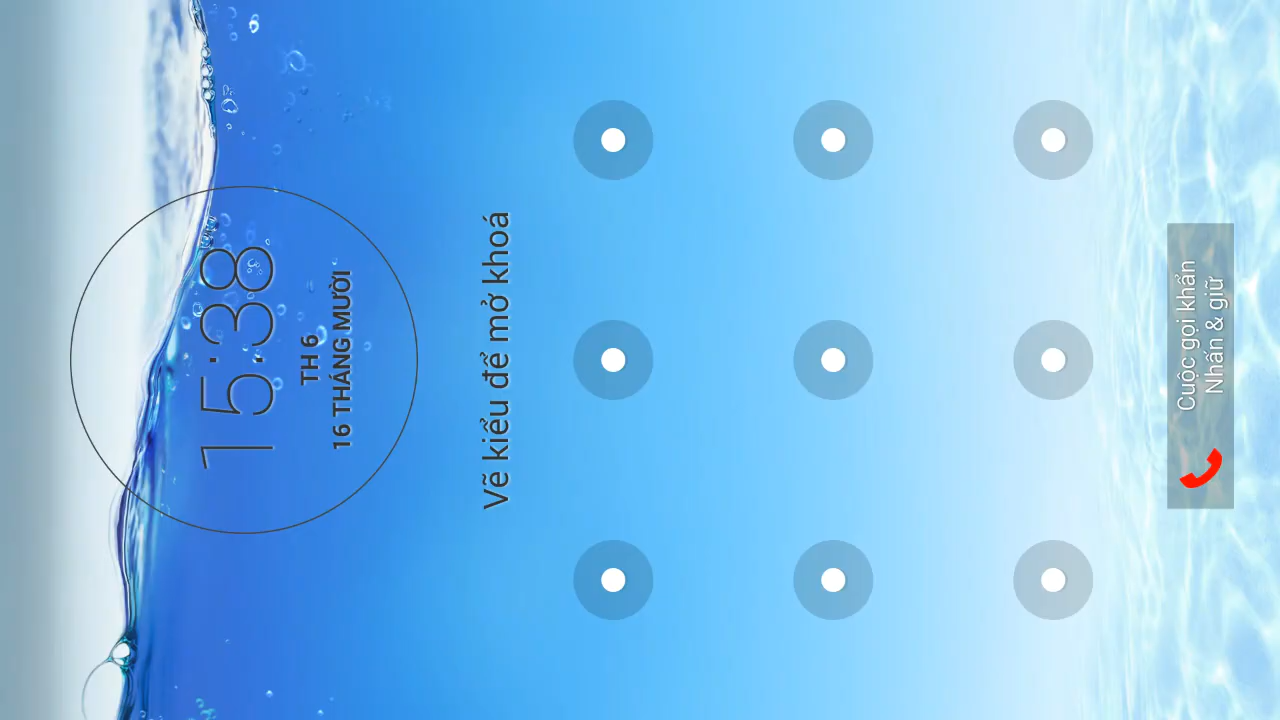 15:38
TH 6
16 THÁNG MƯỜI
Vẽ kiểu để mở khoá
Cuộc gọi khẩn
Nhấn & giữ